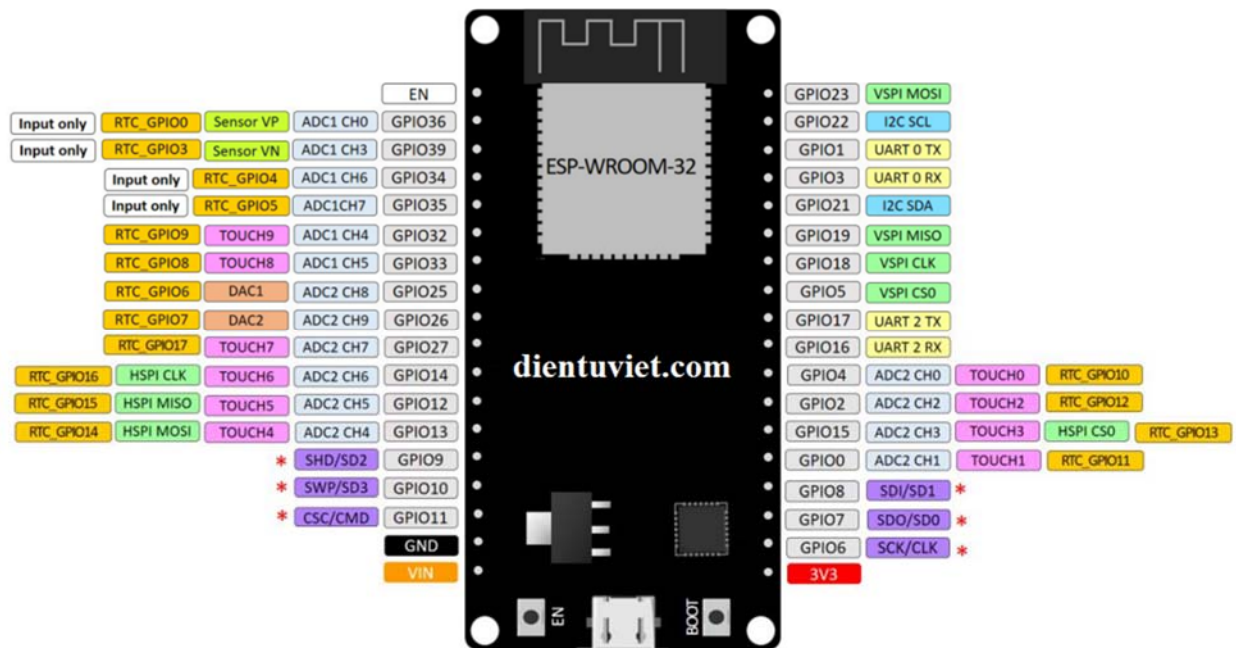 EN
Input only RTC_GPIO0 Sensor VP ADC1 CH0 GPIO36
Input only RTC_GPIO3 Sensor VN ADC1 CH3 GPIO39
Input only RTC_GPIO4 ADC1 CH6 GPIO34
Input only RTC_GPIO5 ADC1CH7 GPIO35
RTC_GPIO9 TOUCH9 ADC1 CH4 GPIO32
RTC_GPIO8 TOUCH8 ADC1 CH5 GPIO33
RTC_GPIO6 DAC1 ADC2 CH8 GPIO25
RTC_GPIO7 DAC2 ADC2 CH9 GPIO26
RTC_GPIO17 TOUCH7 ADC2 CH7 GPIO27
RTC_GPIO16 HSPI CLK TOUCH6 ADC2 CH6 GPIO14
RTC_GPIO15 HSPI MISO TOUCH5 ADC2 CH5 GPIO12
RTC_GPIO14 HSPI MOSI TOUCH4 ADC2 CH4 GPIO13
* SHD/SD2 GPIO9
* SWP/SD3 GPIO10
* CSC/CMD GPIO11
GND
VIN
ESP-WROOM-32
dientuviet.com
EN
BOOT
GPIO23 VSPI MOSI
GPIO22 I2C SCL
GPIO1 UART 0 TX
GPIO3 UART 0 RX
GPIO21 I2C SDA
GPIO19 VSPI MISO
GPIO18 VSPI CLK
GPIO5 VSPI CS0
GPIO17 UART 2 TX
GPIO16 UART 2 RX
GPIO4 ADC2 CH0 TOUCH0 RTC_GPIO10
GPIO2 ADC2 CH2 TOUCH2 RTC_GPIO12
GPIO15 ADC2 CH3 TOUCH3 HSPI CS0 RTC_GPIO13
GPIO0 ADC2 CH1 TOUCH1 RTC_GPIO11
GPIO8 SDI/SD1 *
GPIO7 SDO/SD0 *
GPIO6 SCK/CLK *
3V3